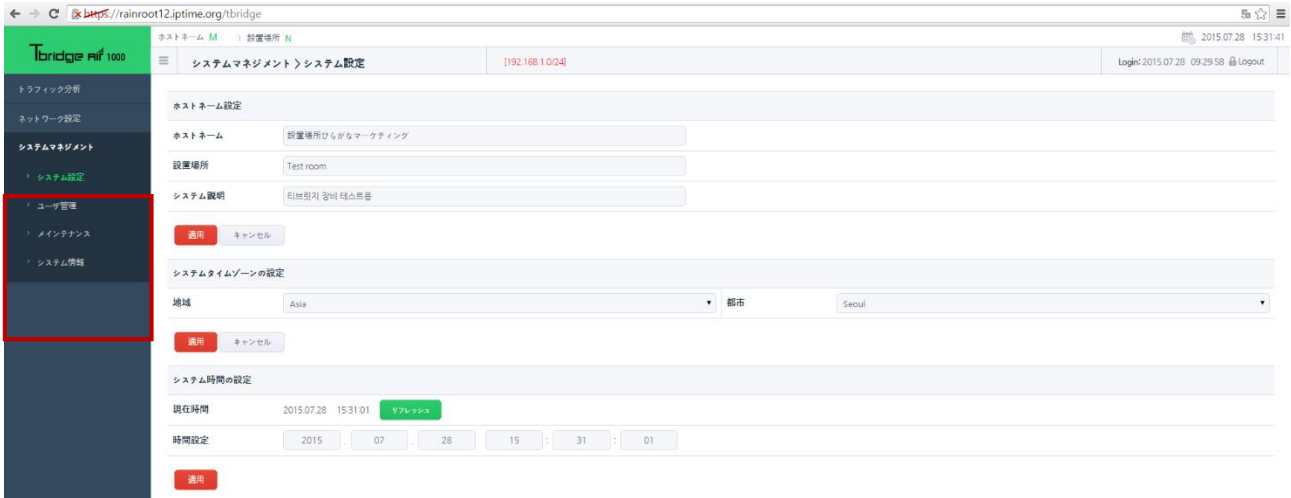 https://rainroot12.iptime.org/tbridge
Tbridge Air 1000
ホストネーム M : 設置場所 N
2015.07.28 15:31:41
システムマネジメント 〉システム設定
[192.168.1.0/24]
Login: 2015.07.28 09:29:58 Logout
トラフィック分析
ネットワーク設定
システムマネジメント
システム設定
ユーザ管理
メインテナンス
システム情報
ホストネーム設定
ホストネーム 設置場所ひらがなマーケティング
設置場所 Test room
システム説明 티브릿지 장비 테스트용
適用 キャンセル
システムタイムゾーンの設定
地域 Asia 都市 Seoul
適用 キャンセル
システム時間の設定
現在時間 2015.07.28 15:31:01 リフレッシュ
時間設定 2015 . 07 . 28 15 : 31 : 01
適用